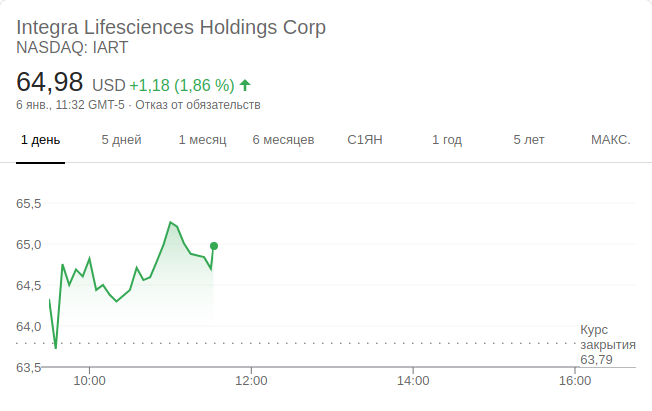 Integra Lifesciences Holdings Corp
NASDAQ: IART
64,98 USD +1,18 (1,86 %)
6 янв., 11:32 GMT-5 · Отказ от обязательств
1 день 5 дней 1 месяц 6 месяцев С1ЯН 1 год 5 лет МАКС.
65,5
65,0
64,5
64,0
Курс
закрытия
63,79
63,5
10:00 12:00 14:00 16:00